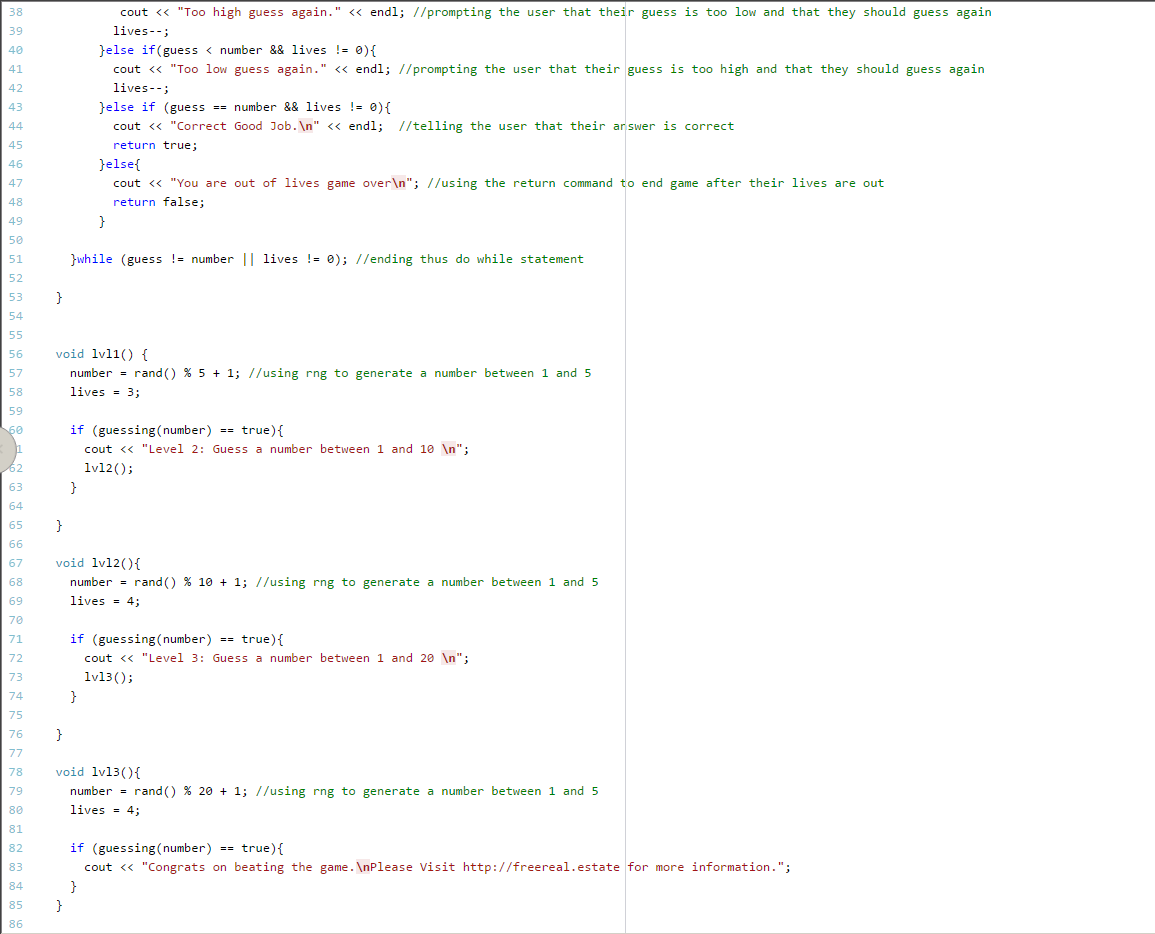 38 cout << "Too high guess again." << endl; //prompting the user that their guess is too low and that they should guess again
39 lives--;
40 }else if(guess < number && lives != 0){
41 cout << "Too low guess again." << endl; //prompting the user that their guess is too high and that they should guess again
42 lives--;
43 }else if (guess == number && lives != 0){
44 cout << "Correct Good Job.\n" << endl;  //telling the user that their answer is correct
45 return true;
46 }else{
47 cout << "You are out of lives game over\n"; //using the return command to end game after their lives are out
48 return false;
49 }
50
51 }while (guess != number || lives != 0); //ending thus do while statement
52
53 }
54
55
56 void lvl1() {
57 number = rand() % 5 + 1; //using rng to generate a number between 1 and 5
58 lives = 3;
59
60 if (guessing(number) == true){
1 cout << "Level 2: Guess a number between 1 and 10 \n";
62 lvl2();
63 }
64
65 }
66
67 void lvl2(){
68 number = rand() % 10 + 1; //using rng to generate a number between 1 and 5
69 lives = 4;
70
71 if (guessing(number) == true){
72 cout << "Level 3: Guess a number between 1 and 20 \n";
73 lvl3();
74 }
75
76 }
77
78 void lvl3(){
79 number = rand() % 20 + 1; //using rng to generate a number between 1 and 5
80 lives = 4;
81
82 if (guessing(number) == true){
83 cout << "Congrats on beating the game.\nPlease Visit http://freereal.estate for more information.";
84 }
85 }
86